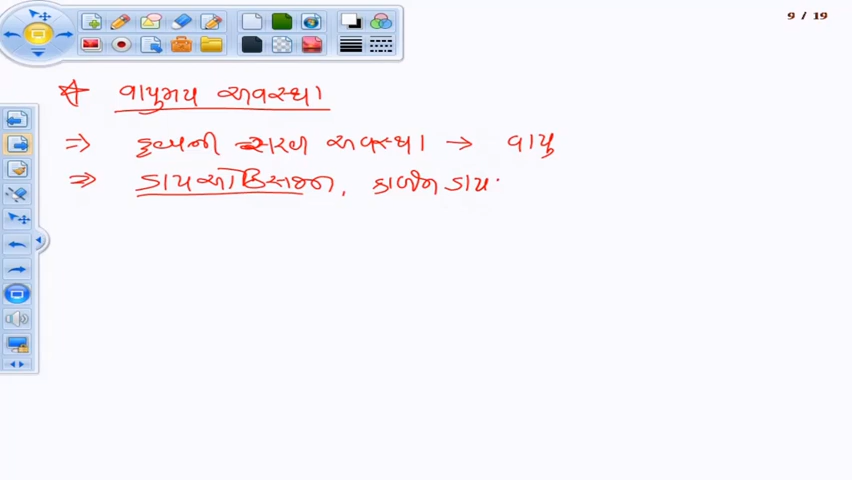 9 / 19
વાયુમય અવસ્થા
⇒ દ્રવ્યની સરળ અવસ્થા → વાયુ
⇒ ડાયઓક્સિજન, કાર્બન ડાય